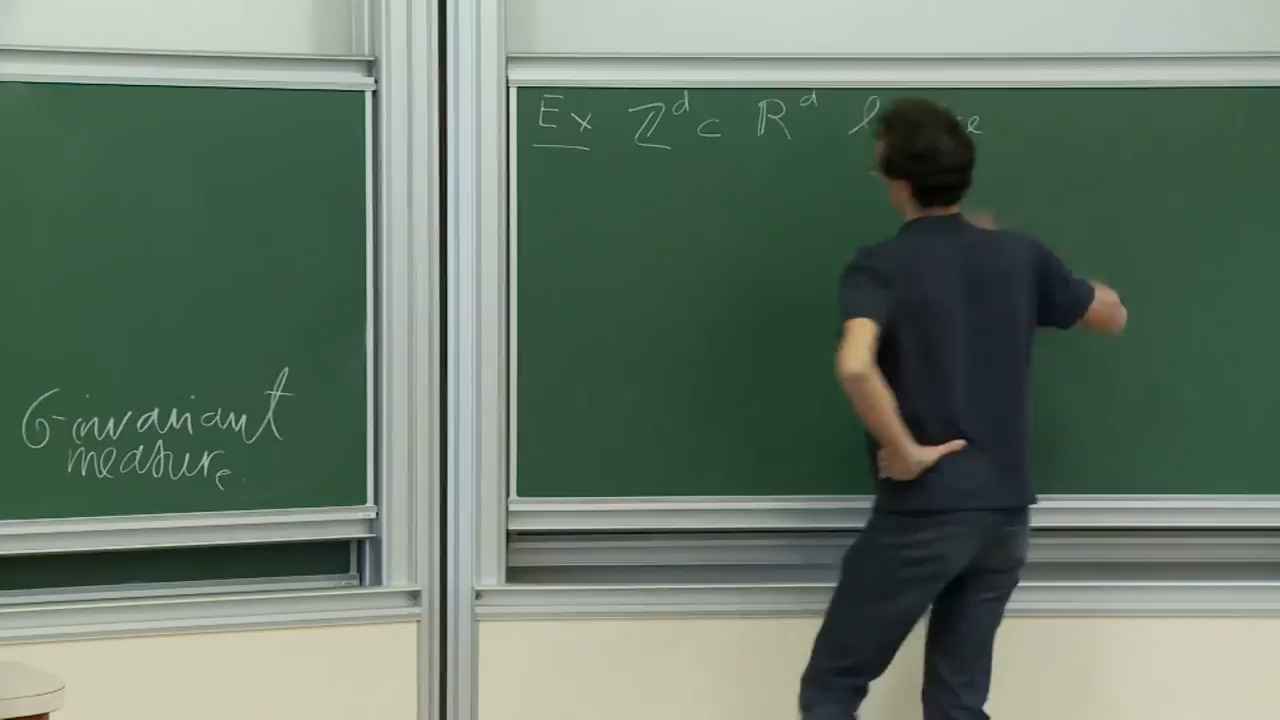 G-invariant
measure.
Ex ℤ^d ⊂ ℝ^d